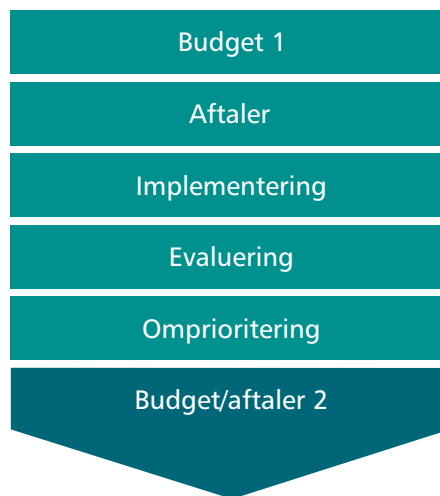 Budget 1
Aftaler
Implementering
Evaluering
Omprioritering
Budget/aftaler 2